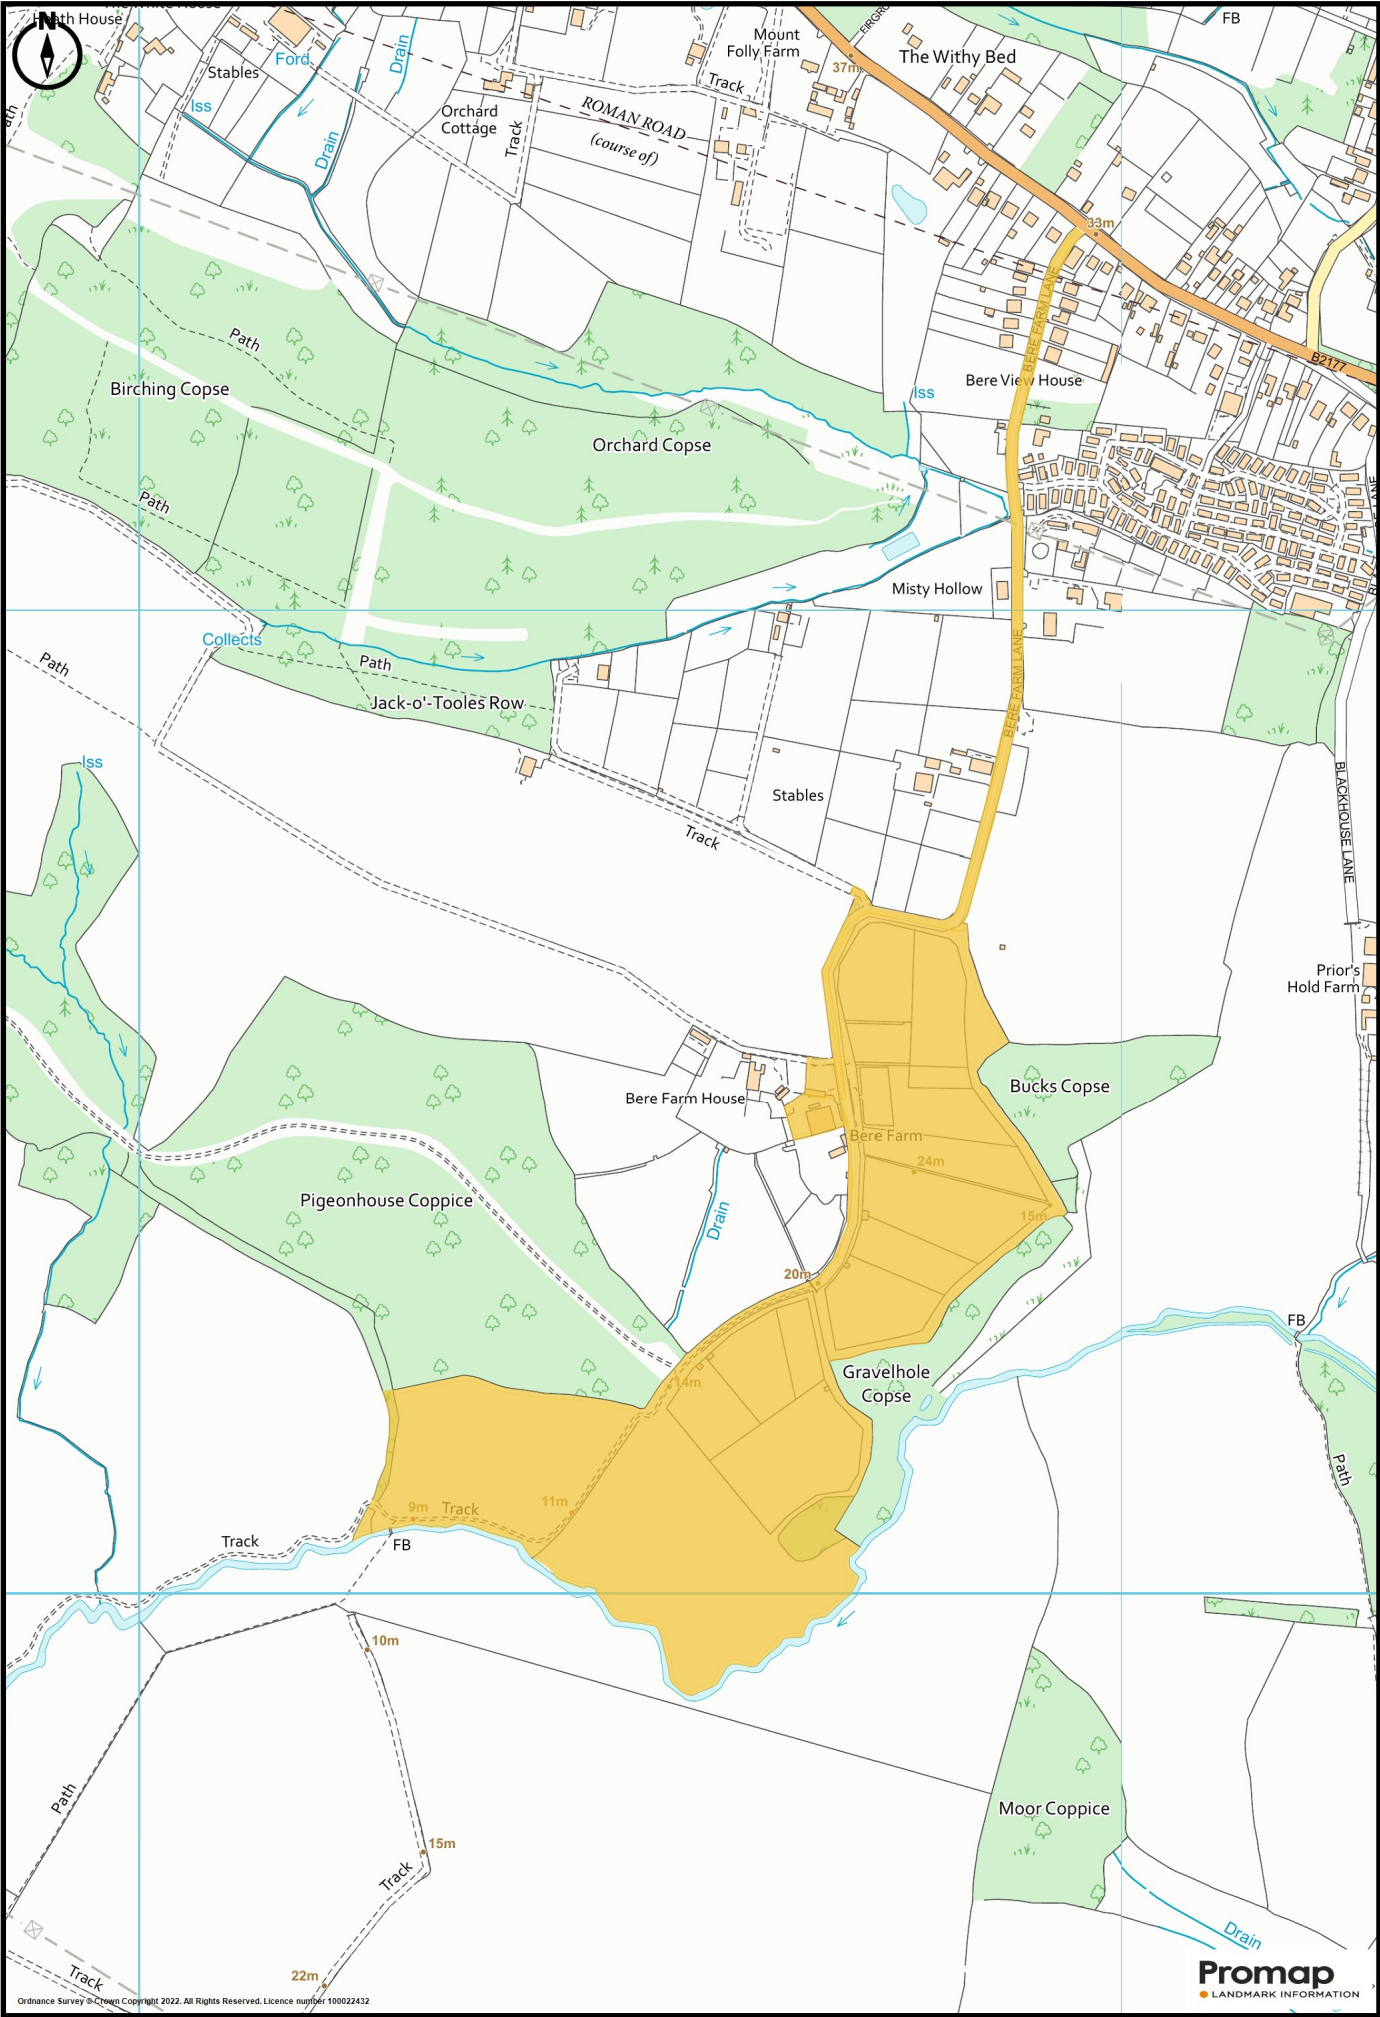 Heath House
N
Stables
Ford
Drain
Iss
Drain
Orchard
Cottage
Track
ROMAN ROAD
(course of)
Mount
Folly Farm
Track
37m
The Withy Bed
FB
33m
BERE FARM LANE
B2177
Birching Copse
Path
Orchard Copse
Bere View House
Iss
Path
Misty Hollow
Collects
Path
Path
Jack-o'-Tooles Row
BERE FARM LANE
Iss
Stables
Track
BLACKHOUSE LANE
Prior's
Hold Farm
Bere Farm House
Bere Farm
Bucks Copse
24m
15m
Pigeonhouse Coppice
Drain
20m
FB
14m
Gravelhole
Copse
Path
9m
Track
11m
Track
FB
10m
Path
Moor Coppice
15m
Track
Drain
22m
Track
Promap
LANDMARK INFORMATION
Ordnance Survey © Crown Copyright 2022. All Rights Reserved. Licence number 100022432